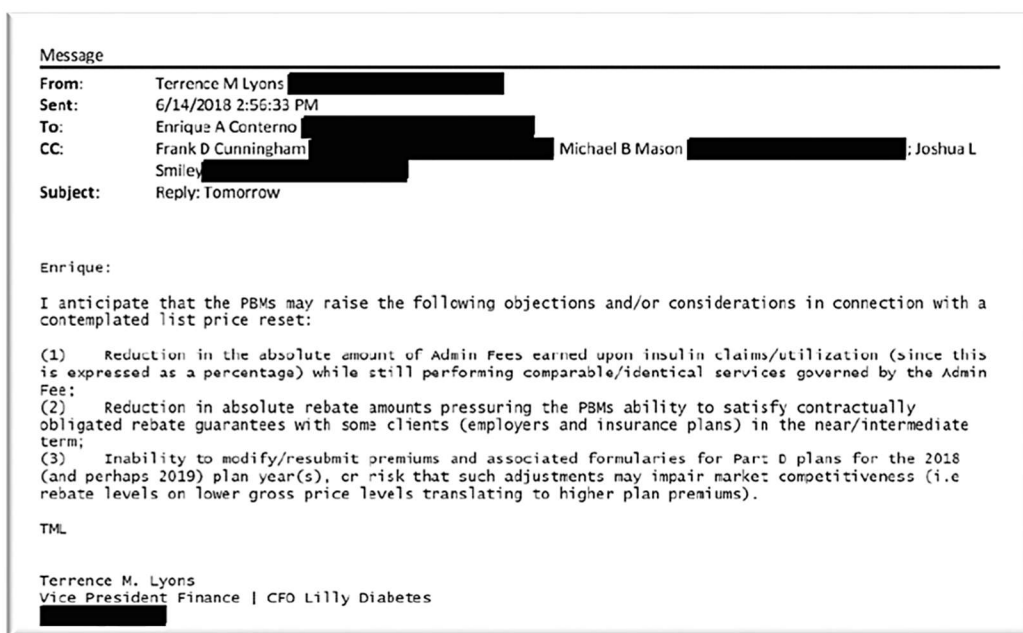 Message
From: Terrence M Lyons
Sent: 6/14/2018 2:56:33 PM
To: Enrique A Conterno
CC: Frank D Cunningham Michael B Mason ; Joshua L
Smiley
Subject: Reply: Tomorrow
Enrique:
I anticipate that the PBMs may raise the following objections and/or considerations in connection with a
contemplated list price reset:
(1) Reduction in the absolute amount of Admin Fees earned upon insulin claims/utilization (since this
is expressed as a percentage) while still performing comparable/identical services governed by the Admin
Fee;
(2) Reduction in absolute rebate amounts pressuring the PBMs ability to satisfy contractually
obligated rebate guarantees with some clients (employers and insurance plans) in the near/intermediate
term;
(3) Inability to modify/resubmit premiums and associated formularies for Part D plans for the 2018
(and perhaps 2019) plan year(s), or risk that such adjustments may impair market competitiveness (i.e
rebate levels on lower gross price levels translating to higher plan premiums).
TML
Terrence M. Lyons
Vice President Finance | CFO Lilly Diabetes